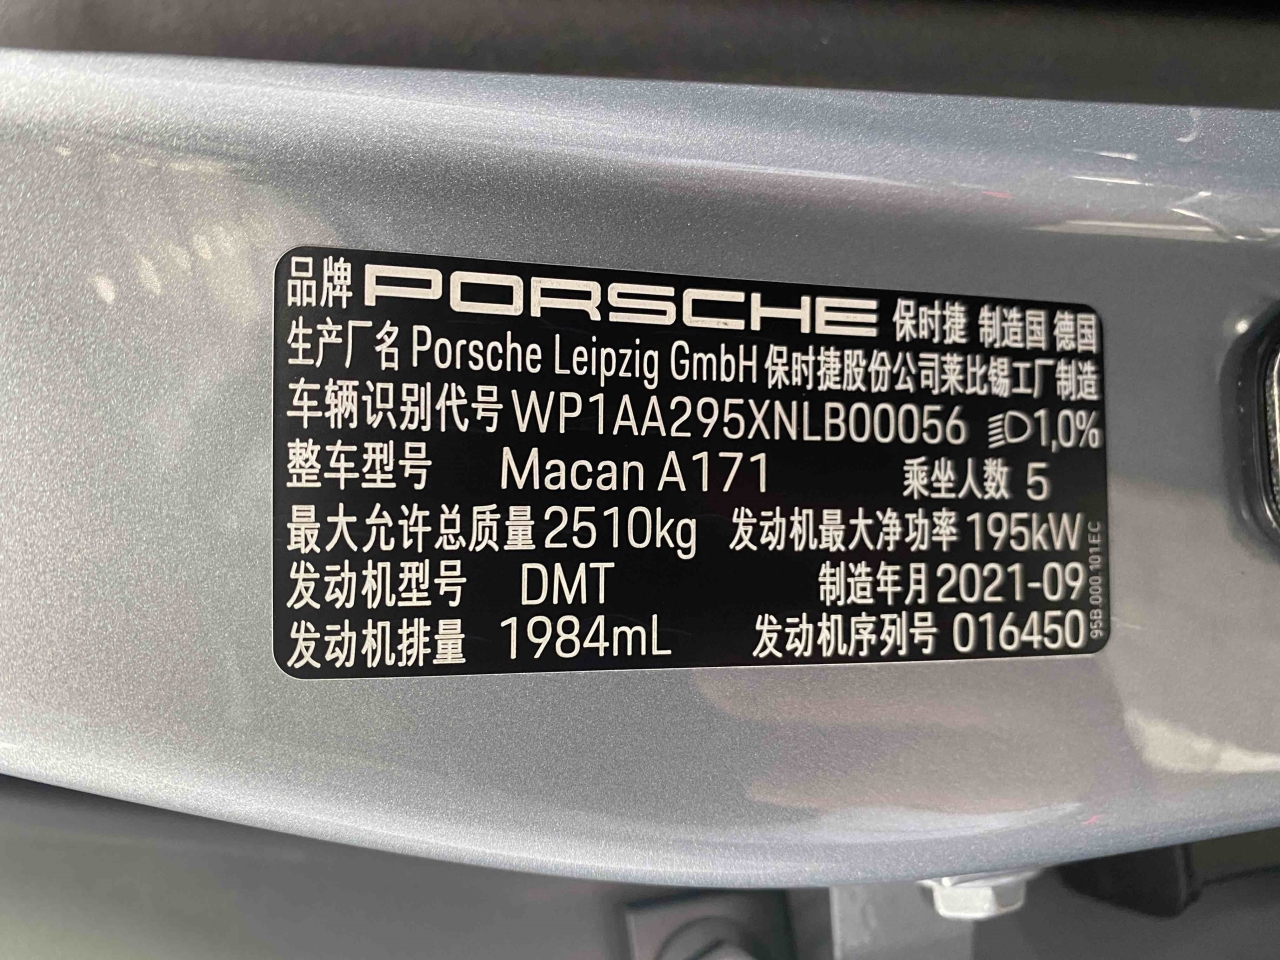 品牌 PORSCHE 保时捷 制造国 德国
生产厂名 Porsche Leipzig GmbH 保时捷股份公司莱比锡工厂制造
车辆识别代号 WP1AA295XNLB00056 1,0%
整车型号 Macan A171 乘坐人数 5
最大允许总质量 2510kg 发动机最大净功率 195kW
发动机型号 DMT 制造年月 2021-09
发动机排量 1984mL 发动机序列号 016450
95B.000.101.EC